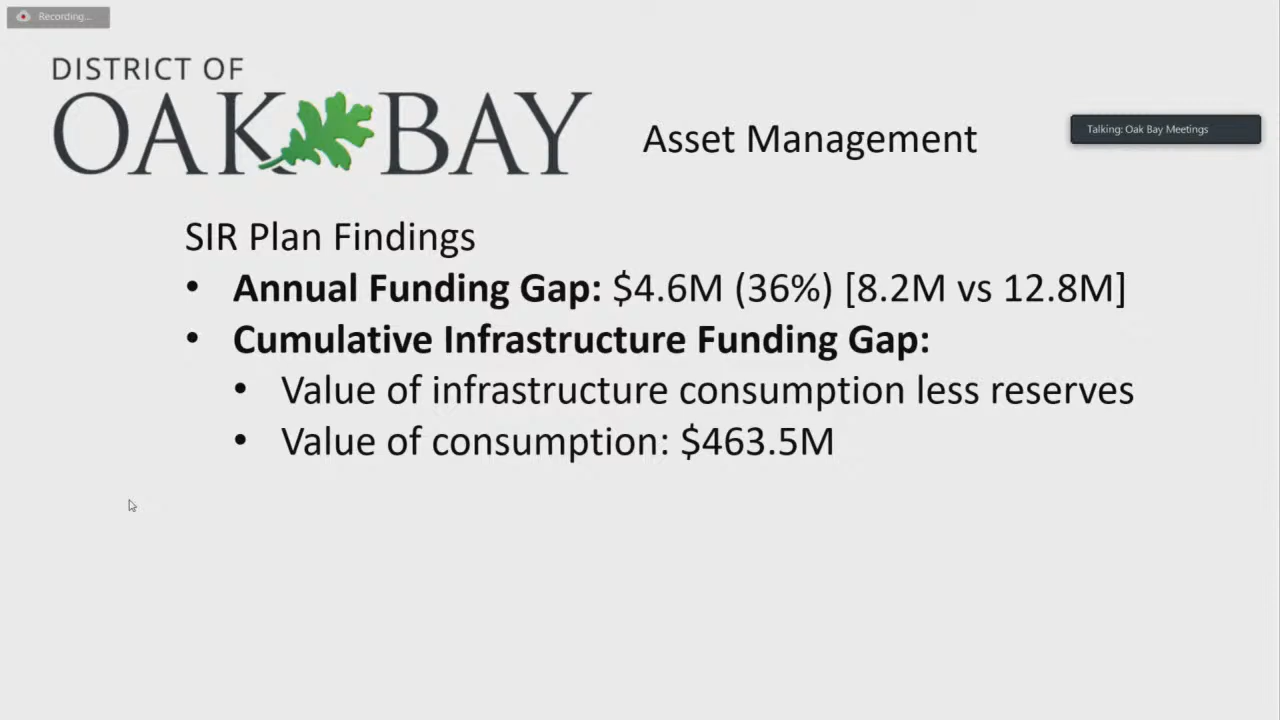 Recording...
DISTRICT OF
OAK BAY
Asset Management
Talking: Oak Bay Meetings
SIR Plan Findings
• Annual Funding Gap: $4.6M (36%) [8.2M vs 12.8M]
• Cumulative Infrastructure Funding Gap:
• Value of infrastructure consumption less reserves
• Value of consumption: $463.5M